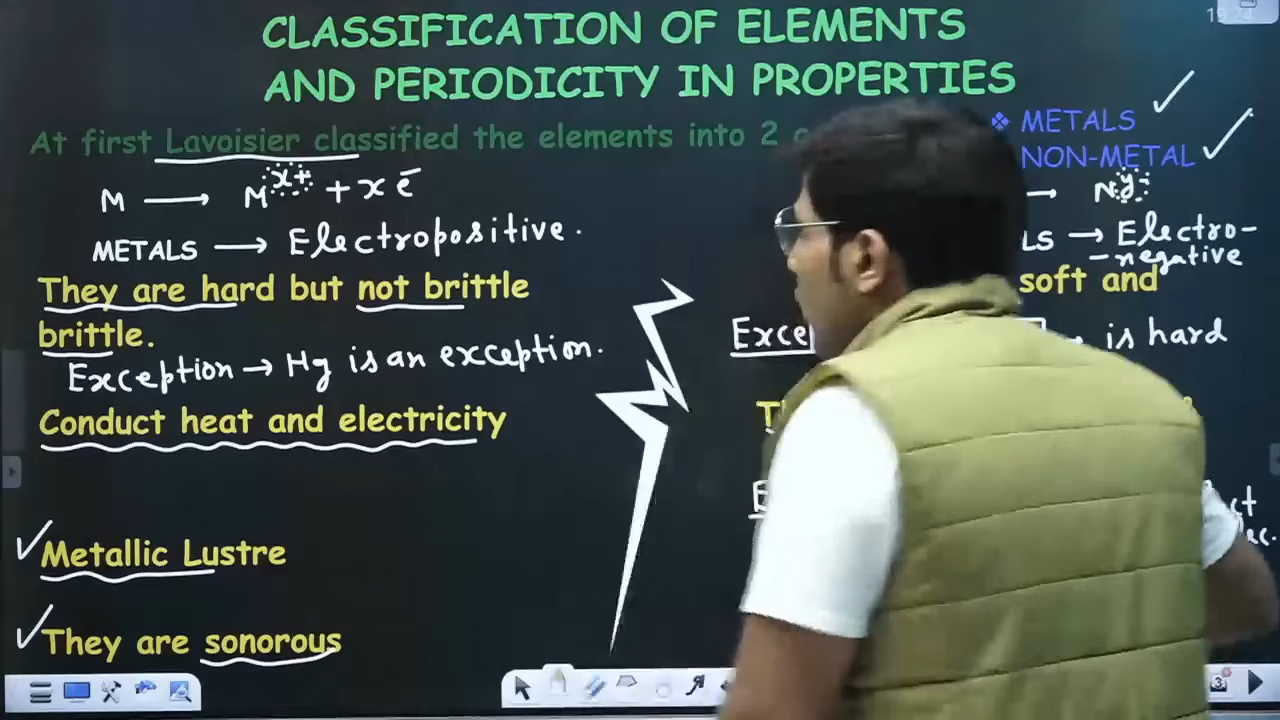 CLASSIFICATION OF ELEMENTS
AND PERIODICITY IN PROPERTIES
At first Lavoisier classified the elements into 2
❖ METALS
NON-METAL
M → M^x+ + x e⁻
→ N^y-
METALS → Electropositive.
LS → Electro-
-negative
They are hard but not brittle
brittle.
soft and
Exception → Hg is an exception.
is hard
Conduct heat and electricity
Metallic Lustre
They are sonorous